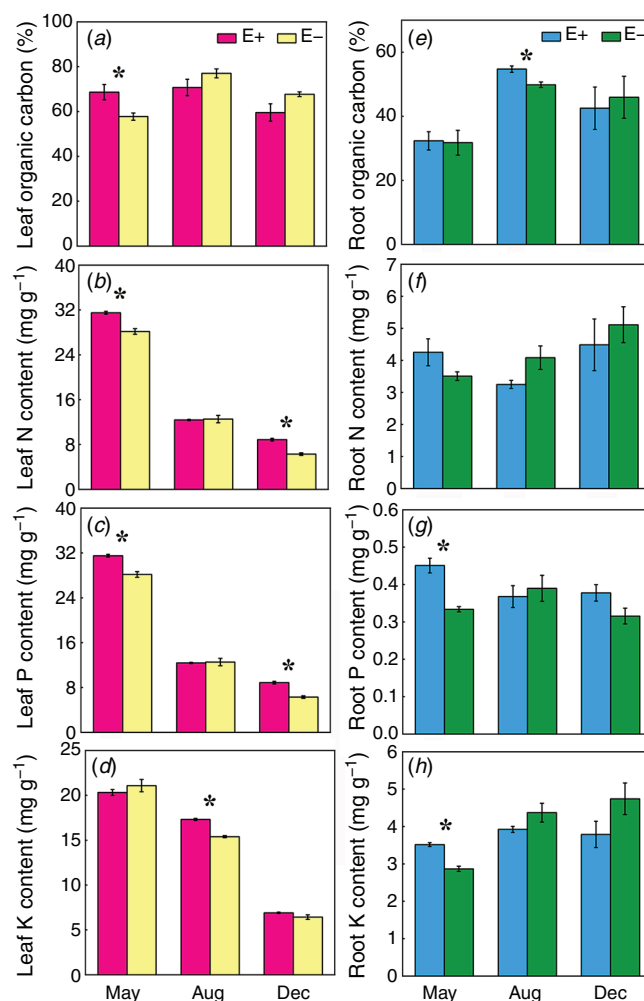 (a)
E+ E−
Leaf organic carbon (%)
100
80
60
40
20
0
*
(e)
E+ E−
Root organic carbon (%)
60
40
20
0
*
(b)
Leaf N content (mg g−1)
40
32
24
16
8
0
*
*
(f)
Root N content (mg g−1)
7
6
5
4
3
2
1
0
(c)
Leaf P content (mg g−1)
40
32
24
16
8
0
*
*
(g)
Root P content (mg g−1)
0.6
0.5
0.4
0.3
0.2
0.1
0
*
(d)
Leaf K content (mg g−1)
25
20
15
10
5
0
*
May Aug Dec
(h)
Root K content (mg g−1)
6
5
4
3
2
1
0
*
May Aug Dec